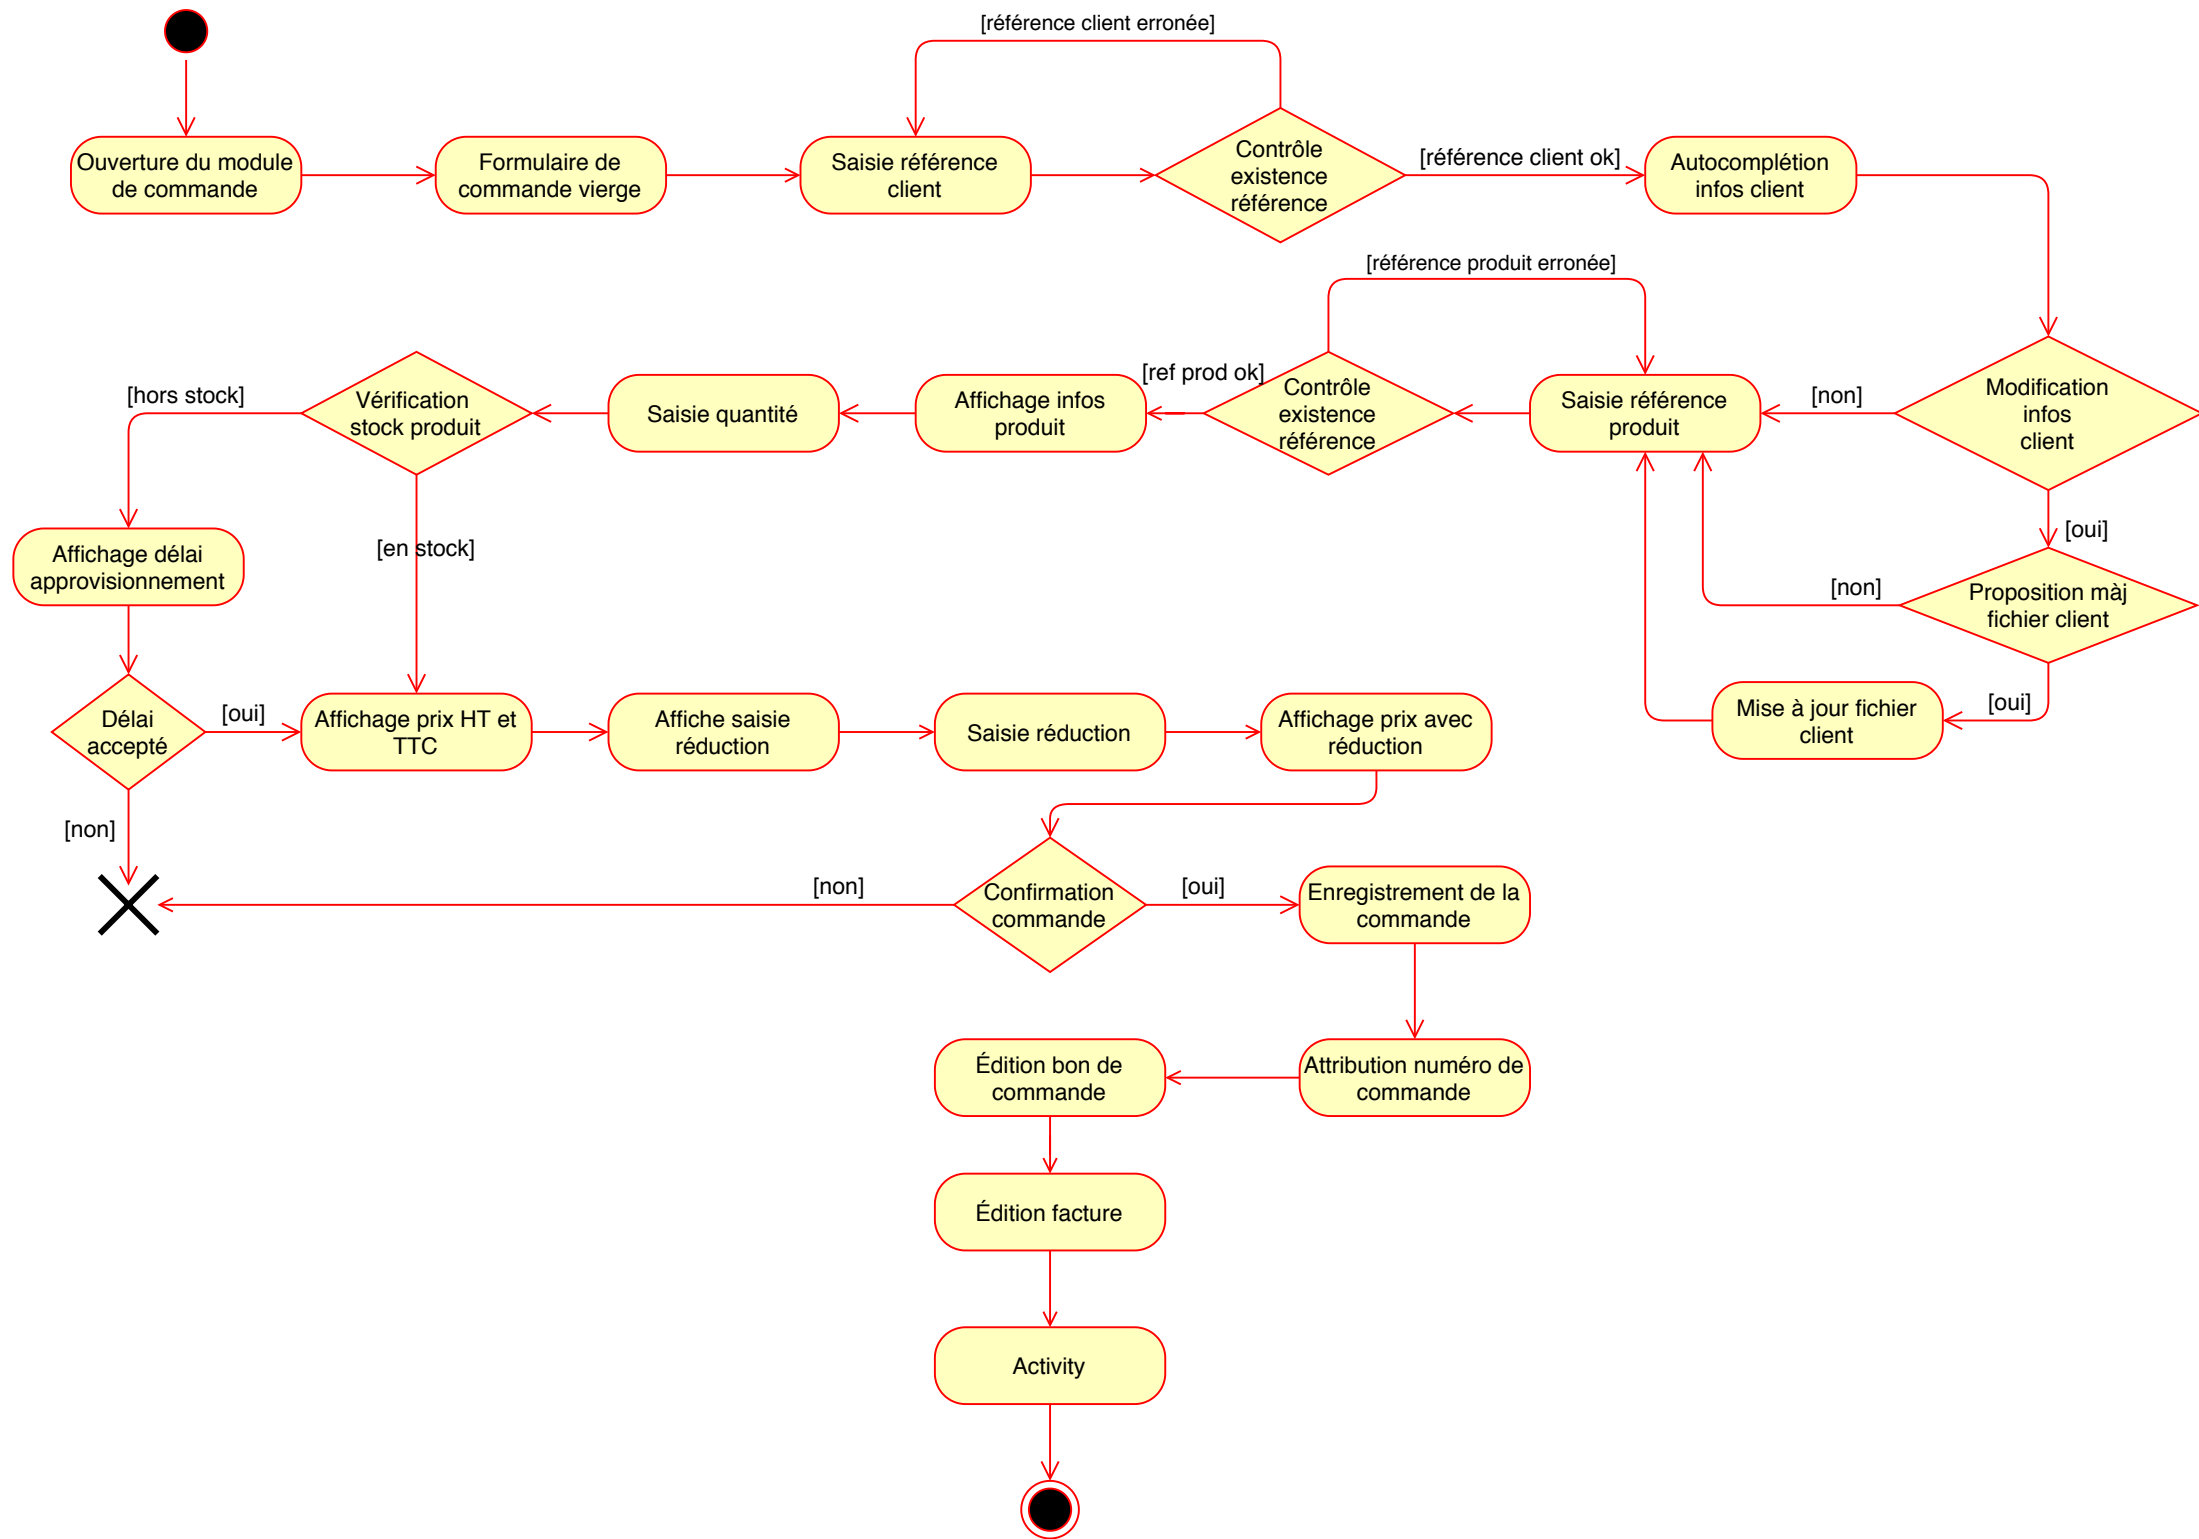 [référence client erronée]
Ouverture du module
de commande
Formulaire de
commande vierge
Saisie référence
client
Contrôle
existence
référence
[référence client ok]
Autocomplétion
infos client
[référence produit erronée]
[hors stock]
Vérification
stock produit
Saisie quantité
Affichage infos
produit
[ref prod ok]
Contrôle
existence
référence
Saisie référence
produit
[non]
Modification
infos
client
[oui]
[en stock]
Affichage délai
approvisionnement
[non]
Proposition màj
fichier client
[oui]
Mise à jour fichier
client
Délai
accepté
[oui]
Affichage prix HT et
TTC
Affiche saisie
réduction
Saisie réduction
Affichage prix avec
réduction
[non]
[non]
Confirmation
commande
[oui]
Enregistrement de la
commande
Édition bon de
commande
Attribution numéro de
commande
Édition facture
Activity